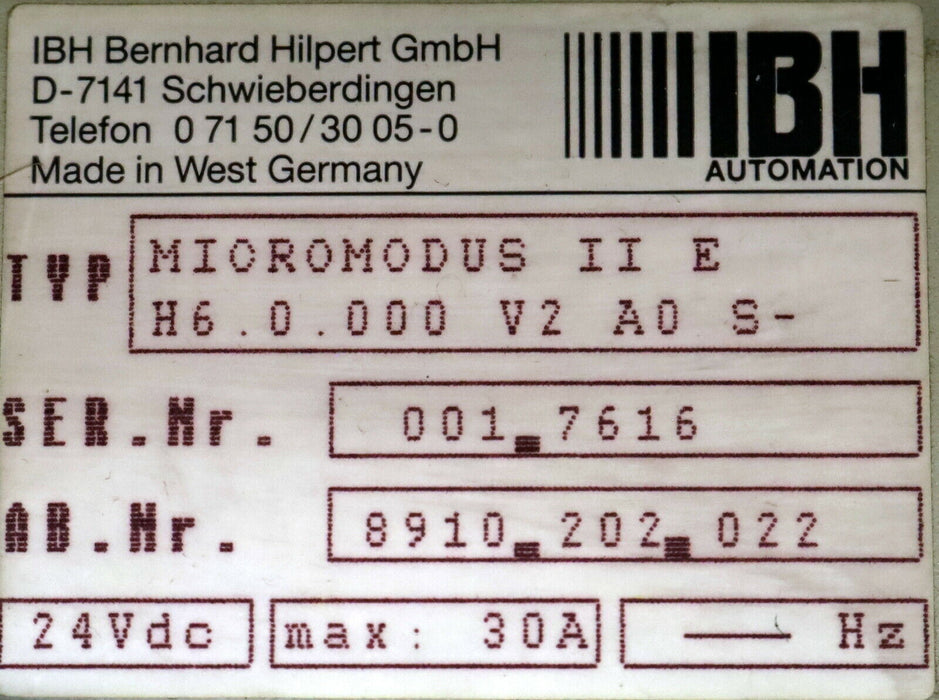 IBH Bernhard Hilpert GmbH
D-7141 Schwieberdingen
Telefon 0 71 50/30 05-0
Made in West Germany
IBH
AUTOMATION
TYP
MICROMODUS II E
H6.0.000 V2 A0 S-
SER.Nr. 001.7616
AB.Nr. 8910.202.022
24Vdc max: 30A — Hz